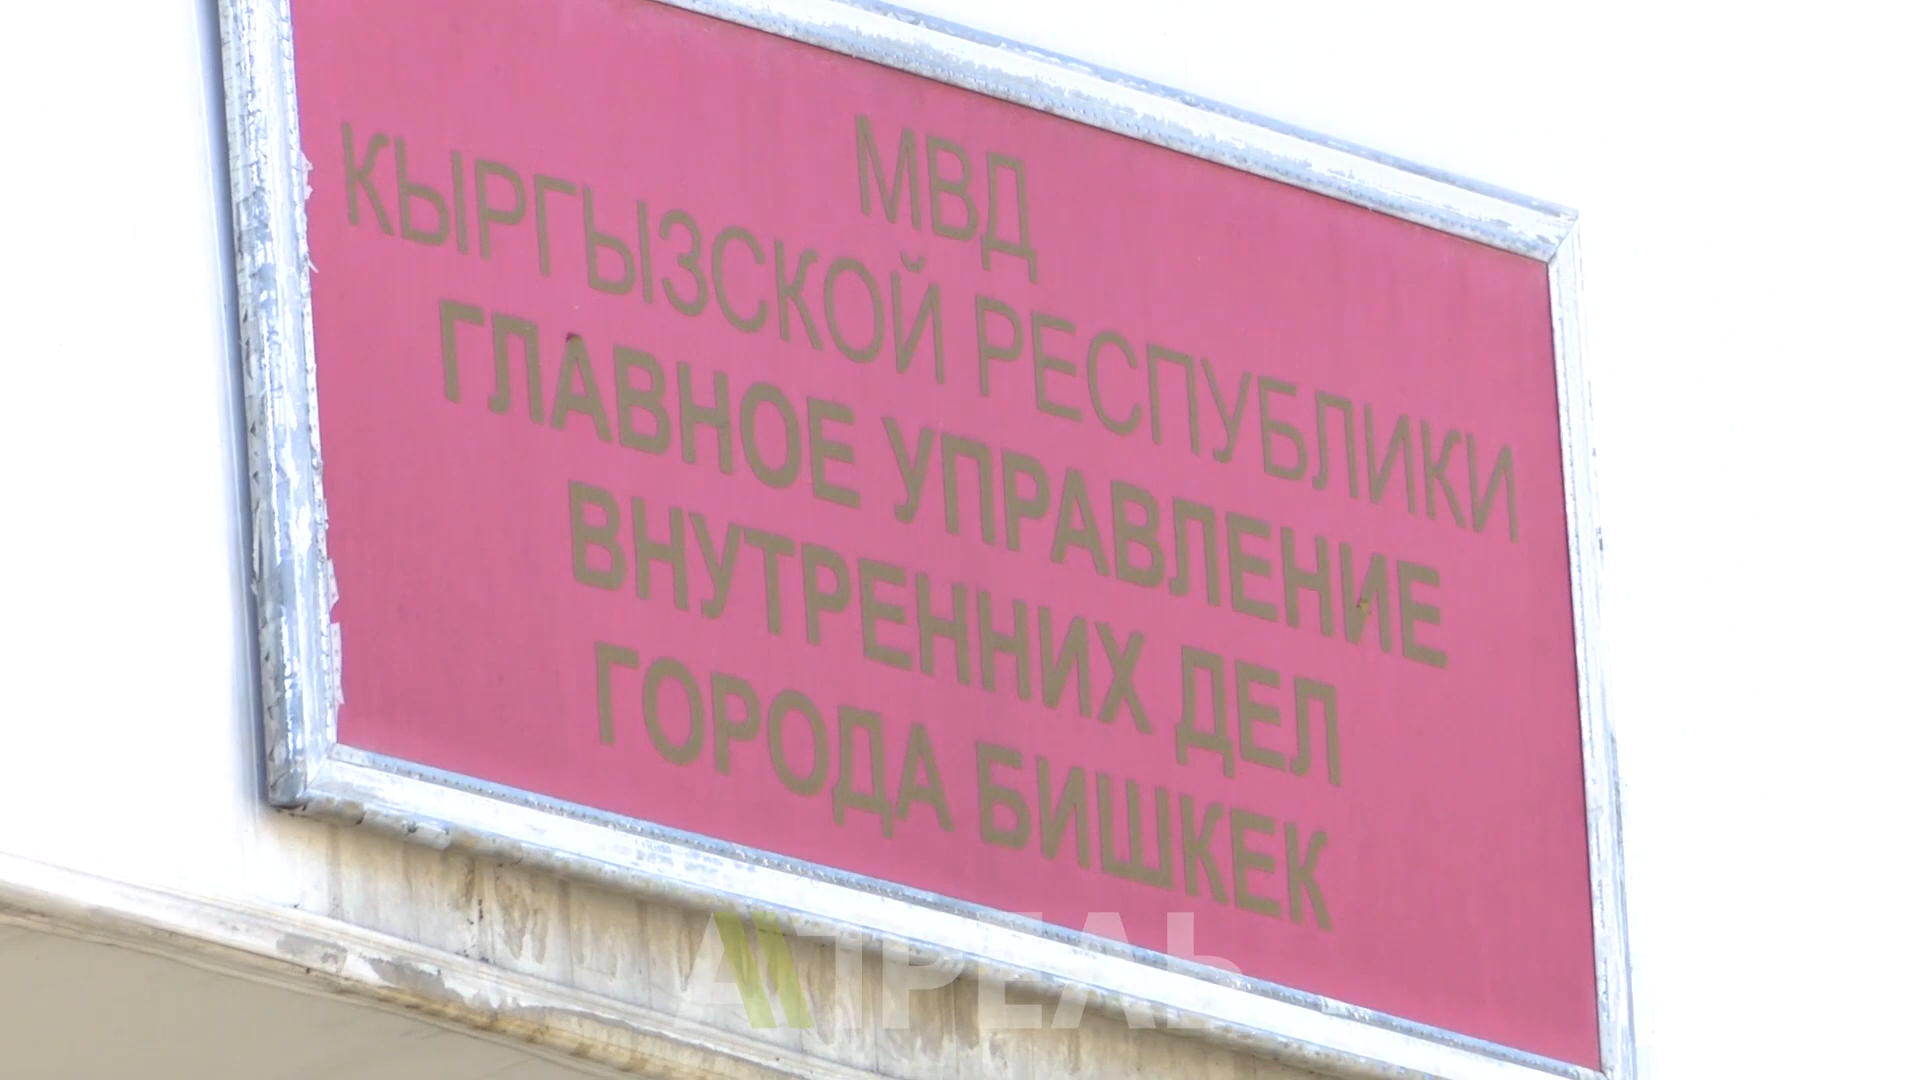 МВД
КЫРГЫЗСКОЙ РЕСПУБЛИКИ
ГЛАВНОЕ УПРАВЛЕНИЕ
ВНУТРЕННИХ ДЕЛ
ГОРОДА БИШКЕК
АПРЕЛЬ